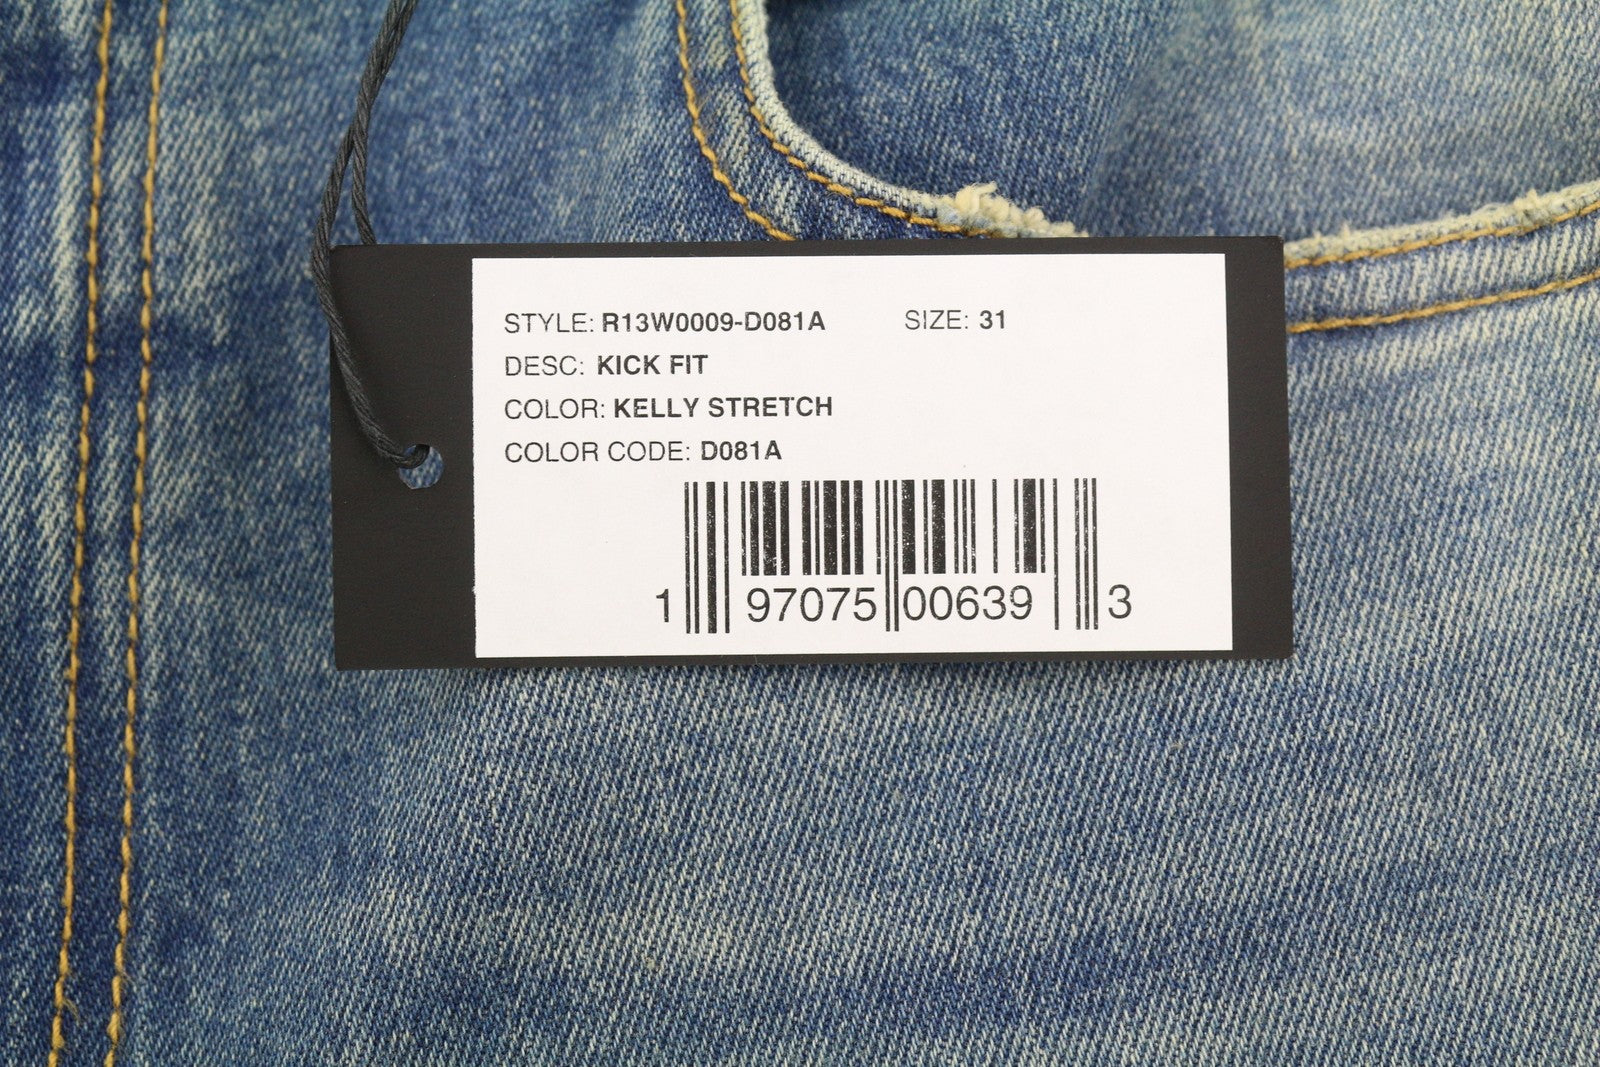 STYLE: R13W0009-D081A SIZE: 31
DESC: KICK FIT
COLOR: KELLY STRETCH
COLOR CODE: D081A
1 97075 00639 3